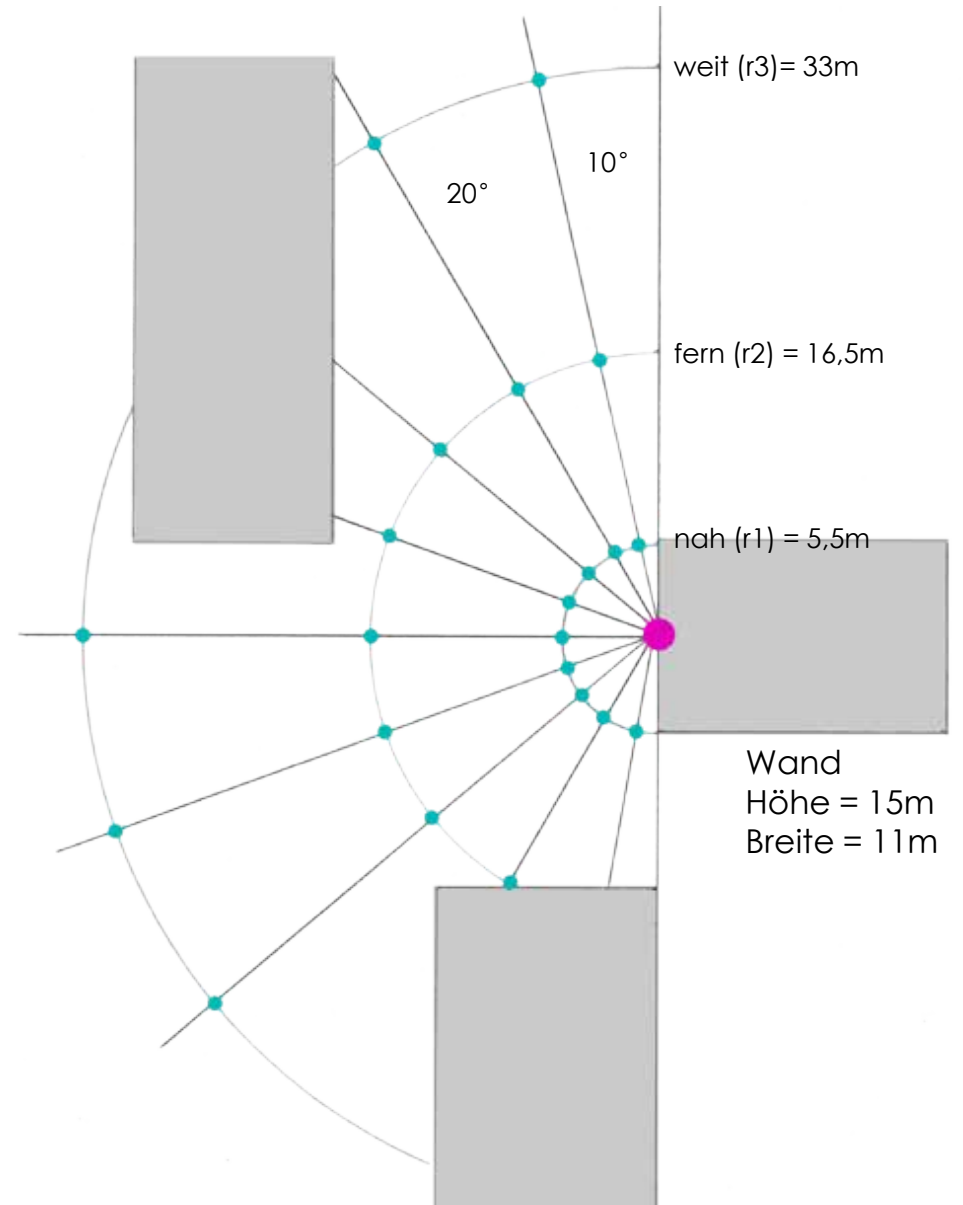 weit (r3)= 33m
10°
20°
fern (r2) = 16,5m
nah (r1) = 5,5m
Wand
Höhe = 15m
Breite = 11m